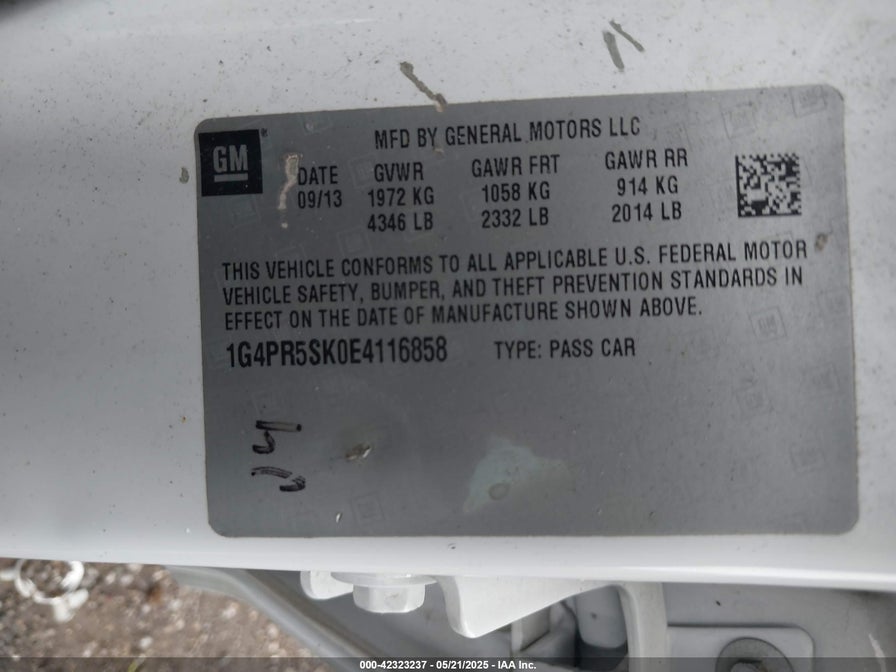 GM
MFD BY GENERAL MOTORS LLC
DATE GVWR GAWR FRT GAWR RR
09/13 1972 KG 1058 KG 914 KG
4346 LB 2332 LB 2014 LB
THIS VEHICLE CONFORMS TO ALL APPLICABLE U.S. FEDERAL MOTOR
VEHICLE SAFETY, BUMPER, AND THEFT PREVENTION STANDARDS IN
EFFECT ON THE DATE OF MANUFACTURE SHOWN ABOVE.
1G4PR5SK0E4116858 TYPE: PASS CAR
000-42323237 - 05/21/2025 - IAA Inc.